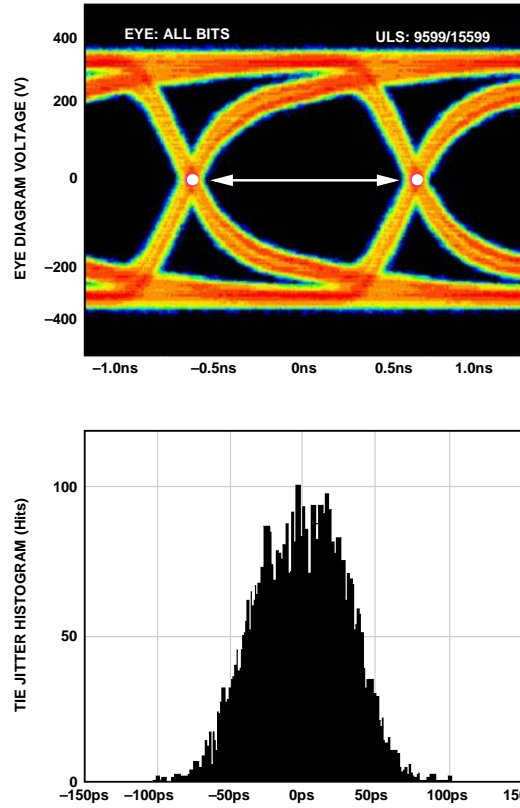 EYE: ALL BITS ULS: 9599/15599
EYE DIAGRAM VOLTAGE (V)
400
200
0
–200
–400
–1.0ns –0.5ns 0ns 0.5ns 1.0ns
TIE JITTER HISTOGRAM (Hits)
100
50
0
–150ps –100ps –50ps 0ps 50ps 100ps